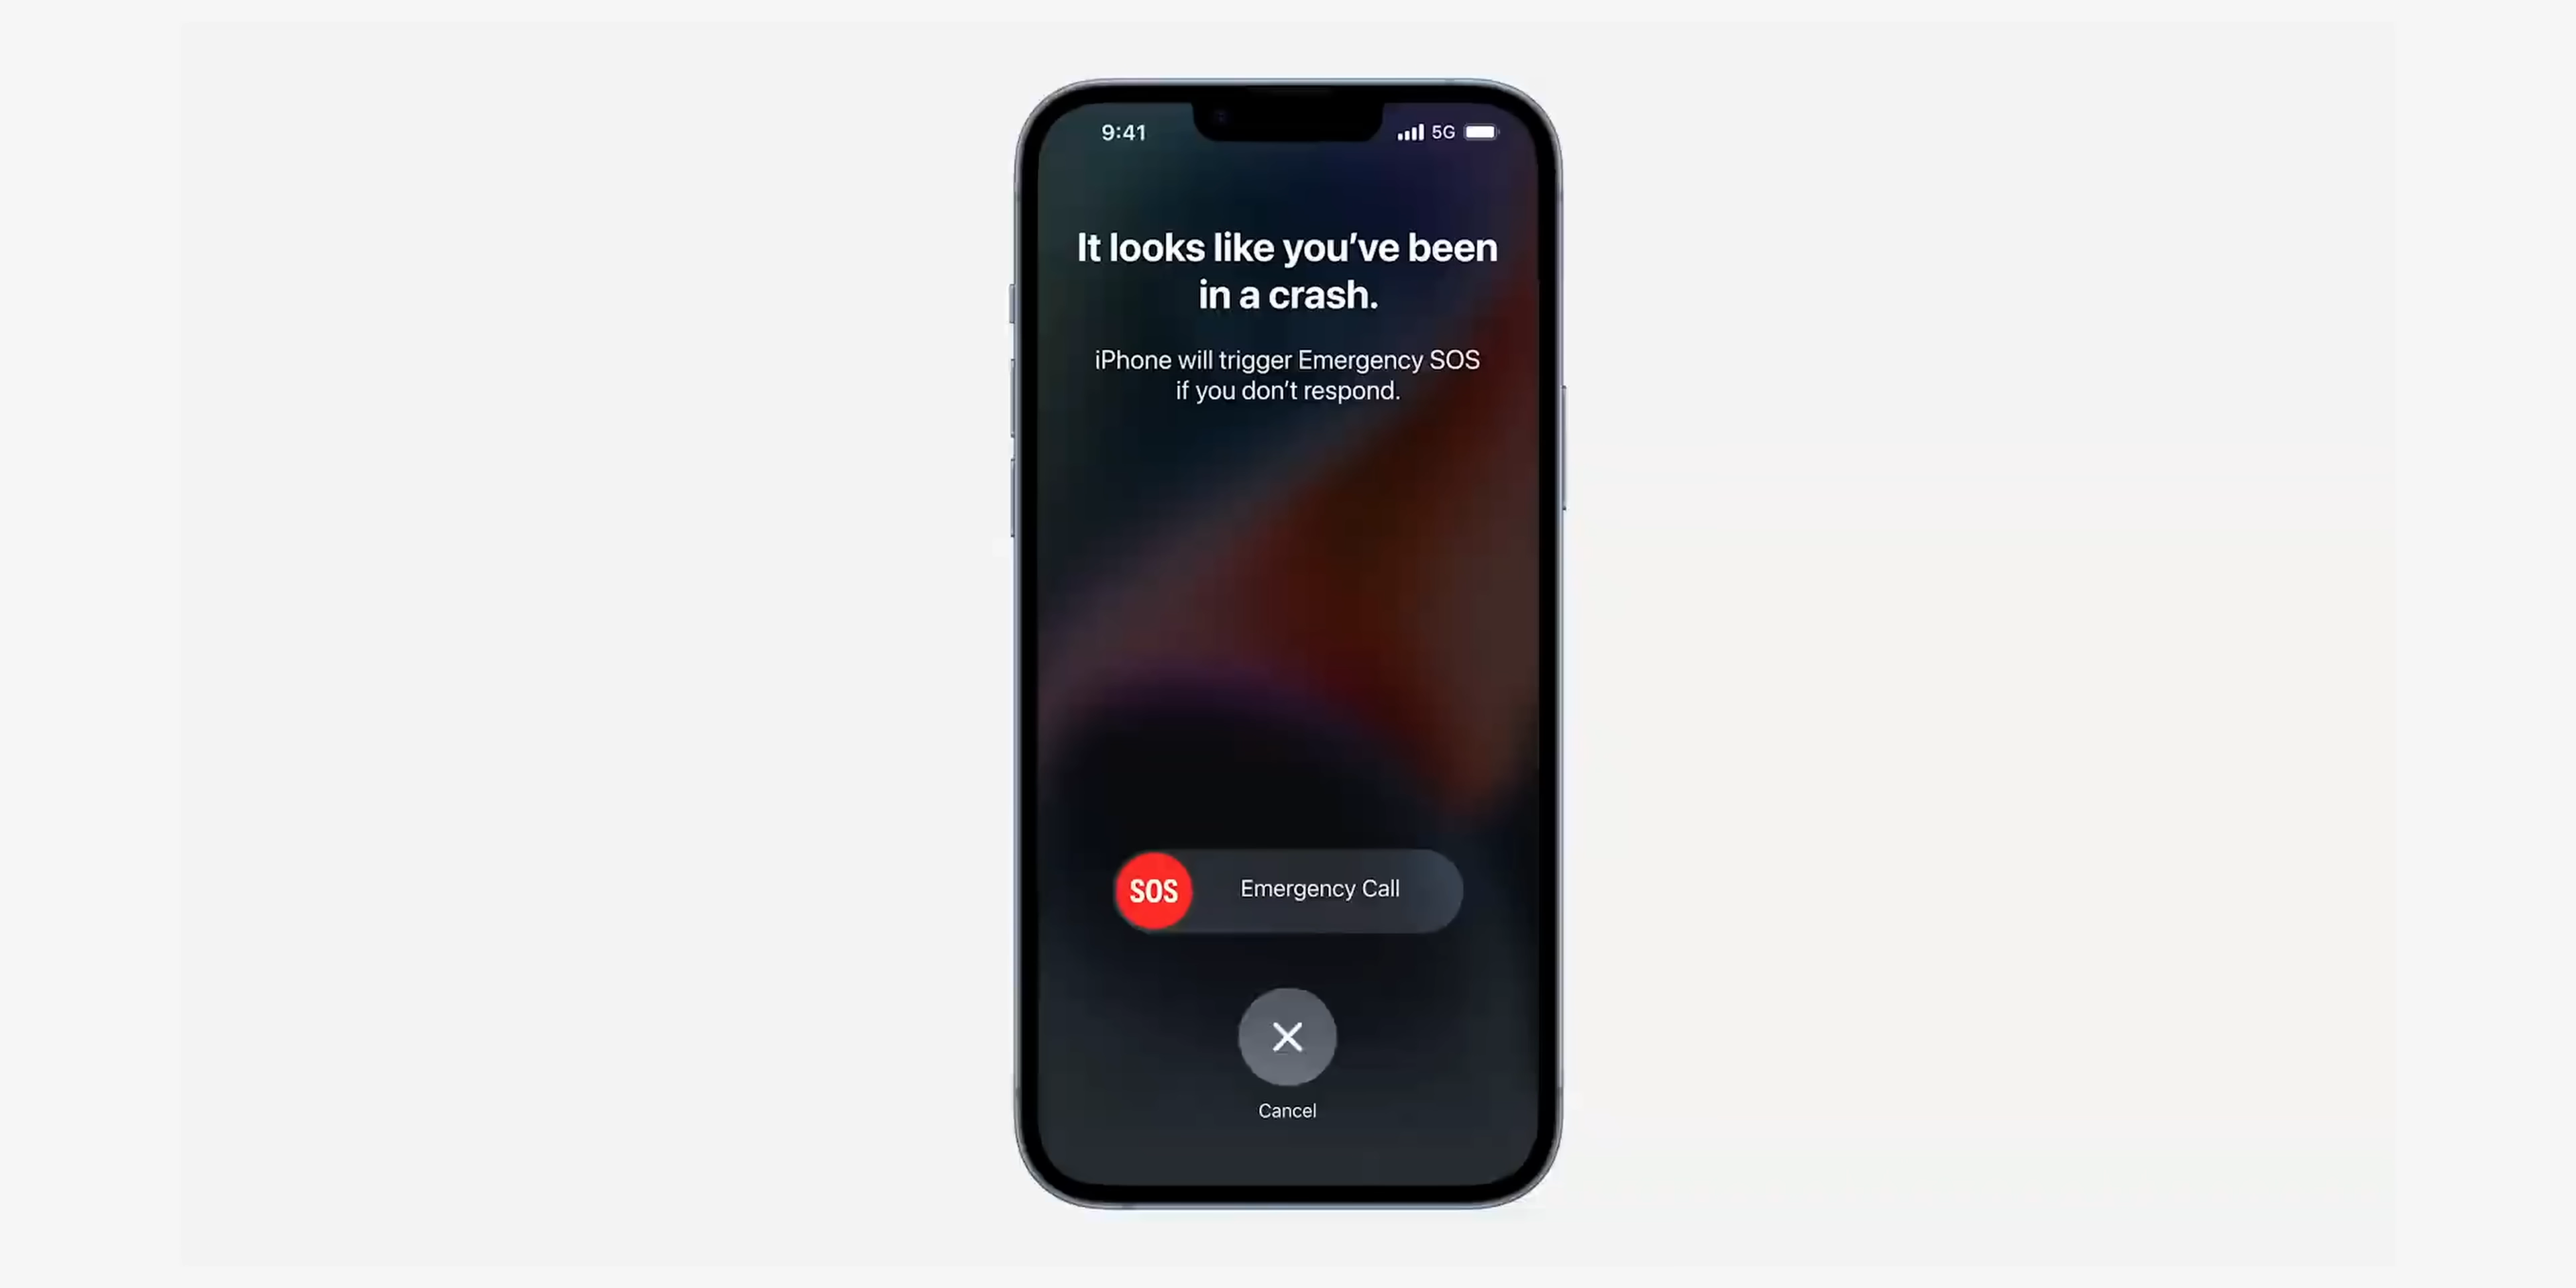 9:41
5G
It looks like you’ve been
in a crash.
iPhone will trigger Emergency SOS
if you don’t respond.
SOS
Emergency Call
Cancel